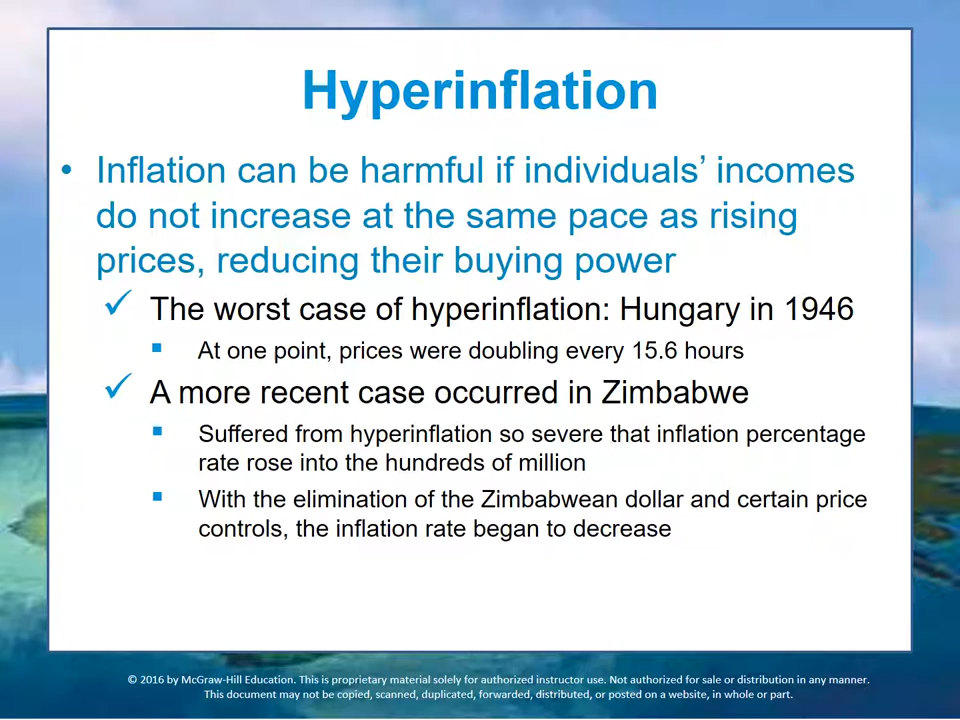 Hyperinflation
• Inflation can be harmful if individuals’ incomes
do not increase at the same pace as rising
prices, reducing their buying power
✓ The worst case of hyperinflation: Hungary in 1946
▪ At one point, prices were doubling every 15.6 hours
✓ A more recent case occurred in Zimbabwe
▪ Suffered from hyperinflation so severe that inflation percentage
rate rose into the hundreds of million
▪ With the elimination of the Zimbabwean dollar and certain price
controls, the inflation rate began to decrease
© 2016 by McGraw-Hill Education. This is proprietary material solely for authorized instructor use. Not authorized for sale or distribution in any manner.
This document may not be copied, scanned, duplicated, forwarded, distributed, or posted on a website, in whole or part.